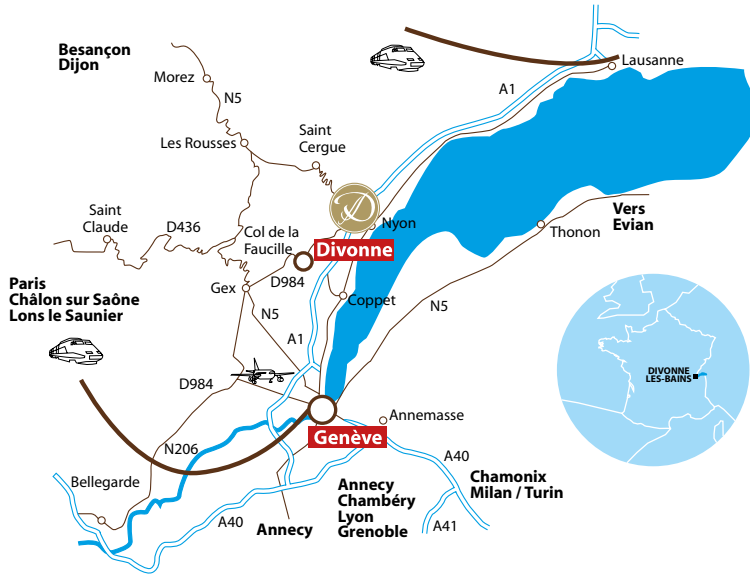 Besançon
Dijon
Morez
N5
Les Rousses
Saint
Cergue
A1
Lausanne
Saint
Claude
D436
Col de la
Faucille
Nyon
Divonne
Vers
Evian
Thonon
Paris
Châlon sur Saône
Lons le Saunier
Gex
D984
Coppet
N5
N5
A1
D984
DIVONNE
LES-BAINS
Genève
Annemasse
N206
Bellegarde
A40
Annecy
Annecy
Chambéry
Lyon
Grenoble
A40
A41
Chamonix
Milan / Turin